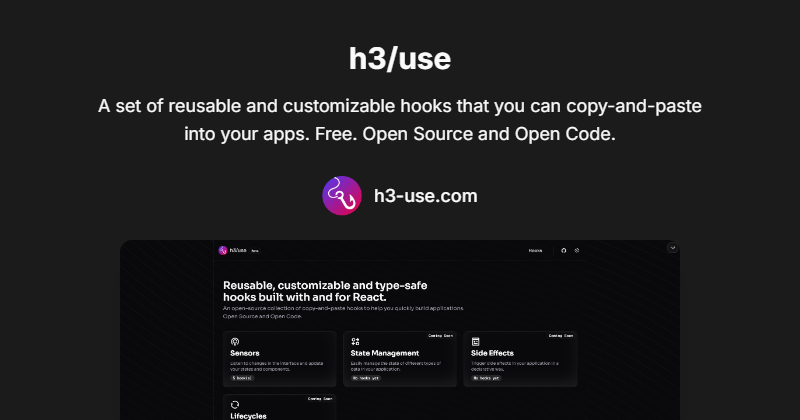 h3/use
A set of reusable and customizable hooks that you can copy-and-paste
into your apps. Free. Open Source and Open Code.
h3-use.com
h3/use Beta
Hooks
Reusable, customizable and type-safe
hooks built with and for React.
An open-source collection of copy-and-paste hooks to help you quickly build applications.
Open Source and Open Code.
Sensors
Listen to changes in the interface and update
your states and components.
5 hook(s)
Coming Soon
State Management
Easily manage the state of different types of
data in your application.
No hooks yet
Coming Soon
Side Effects
Trigger side effects in your application in a
declarative way.
No hooks yet
Coming Soon
Lifecycles